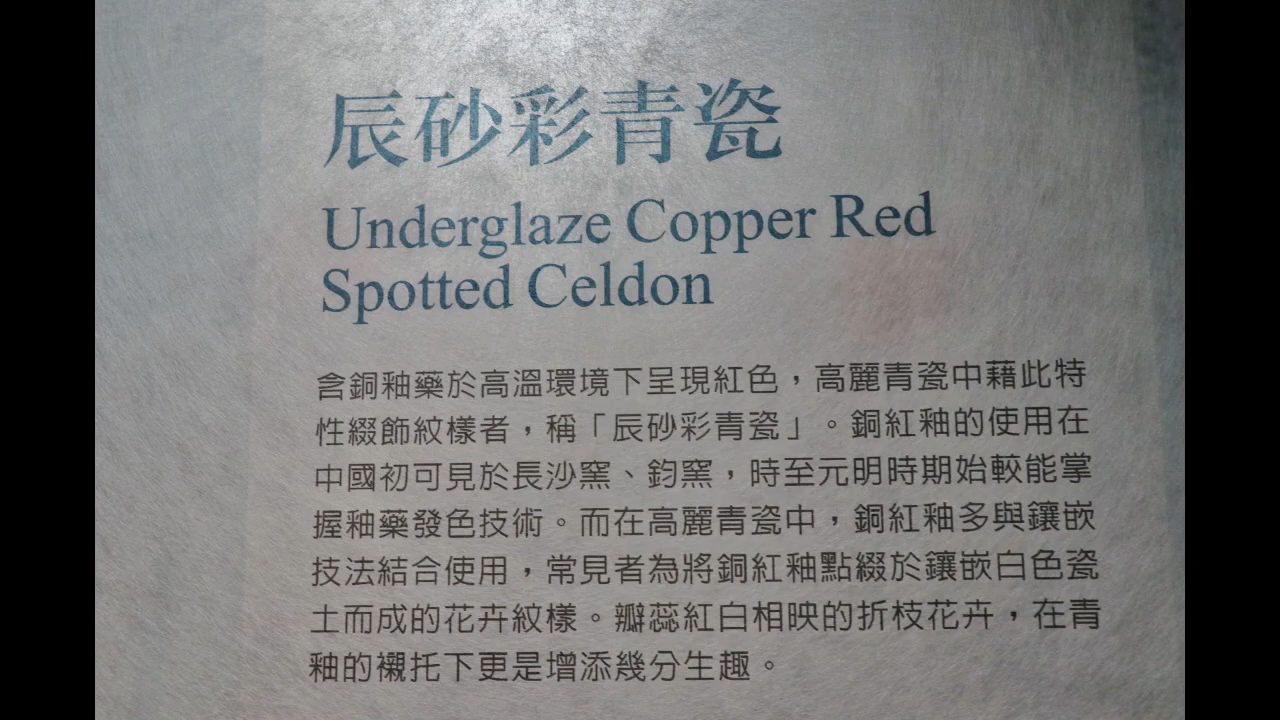 辰砂彩青瓷
Underglaze Copper Red
Spotted Celdon
含銅釉藥於高溫環境下呈現紅色，高麗青瓷中藉此特
性綴飾紋樣者，稱「辰砂彩青瓷」。銅紅釉的使用在
中國初可見於長沙窯、鈞窯，時至元明時期始較能掌
握釉藥發色技術。而在高麗青瓷中，銅紅釉多與鑲嵌
技法結合使用，常見者為將銅紅釉點綴於鑲嵌白色瓷
土而成的花卉紋樣。瓣蕊紅白相映的折枝花卉，在青
釉的襯托下更是增添幾分生趣。